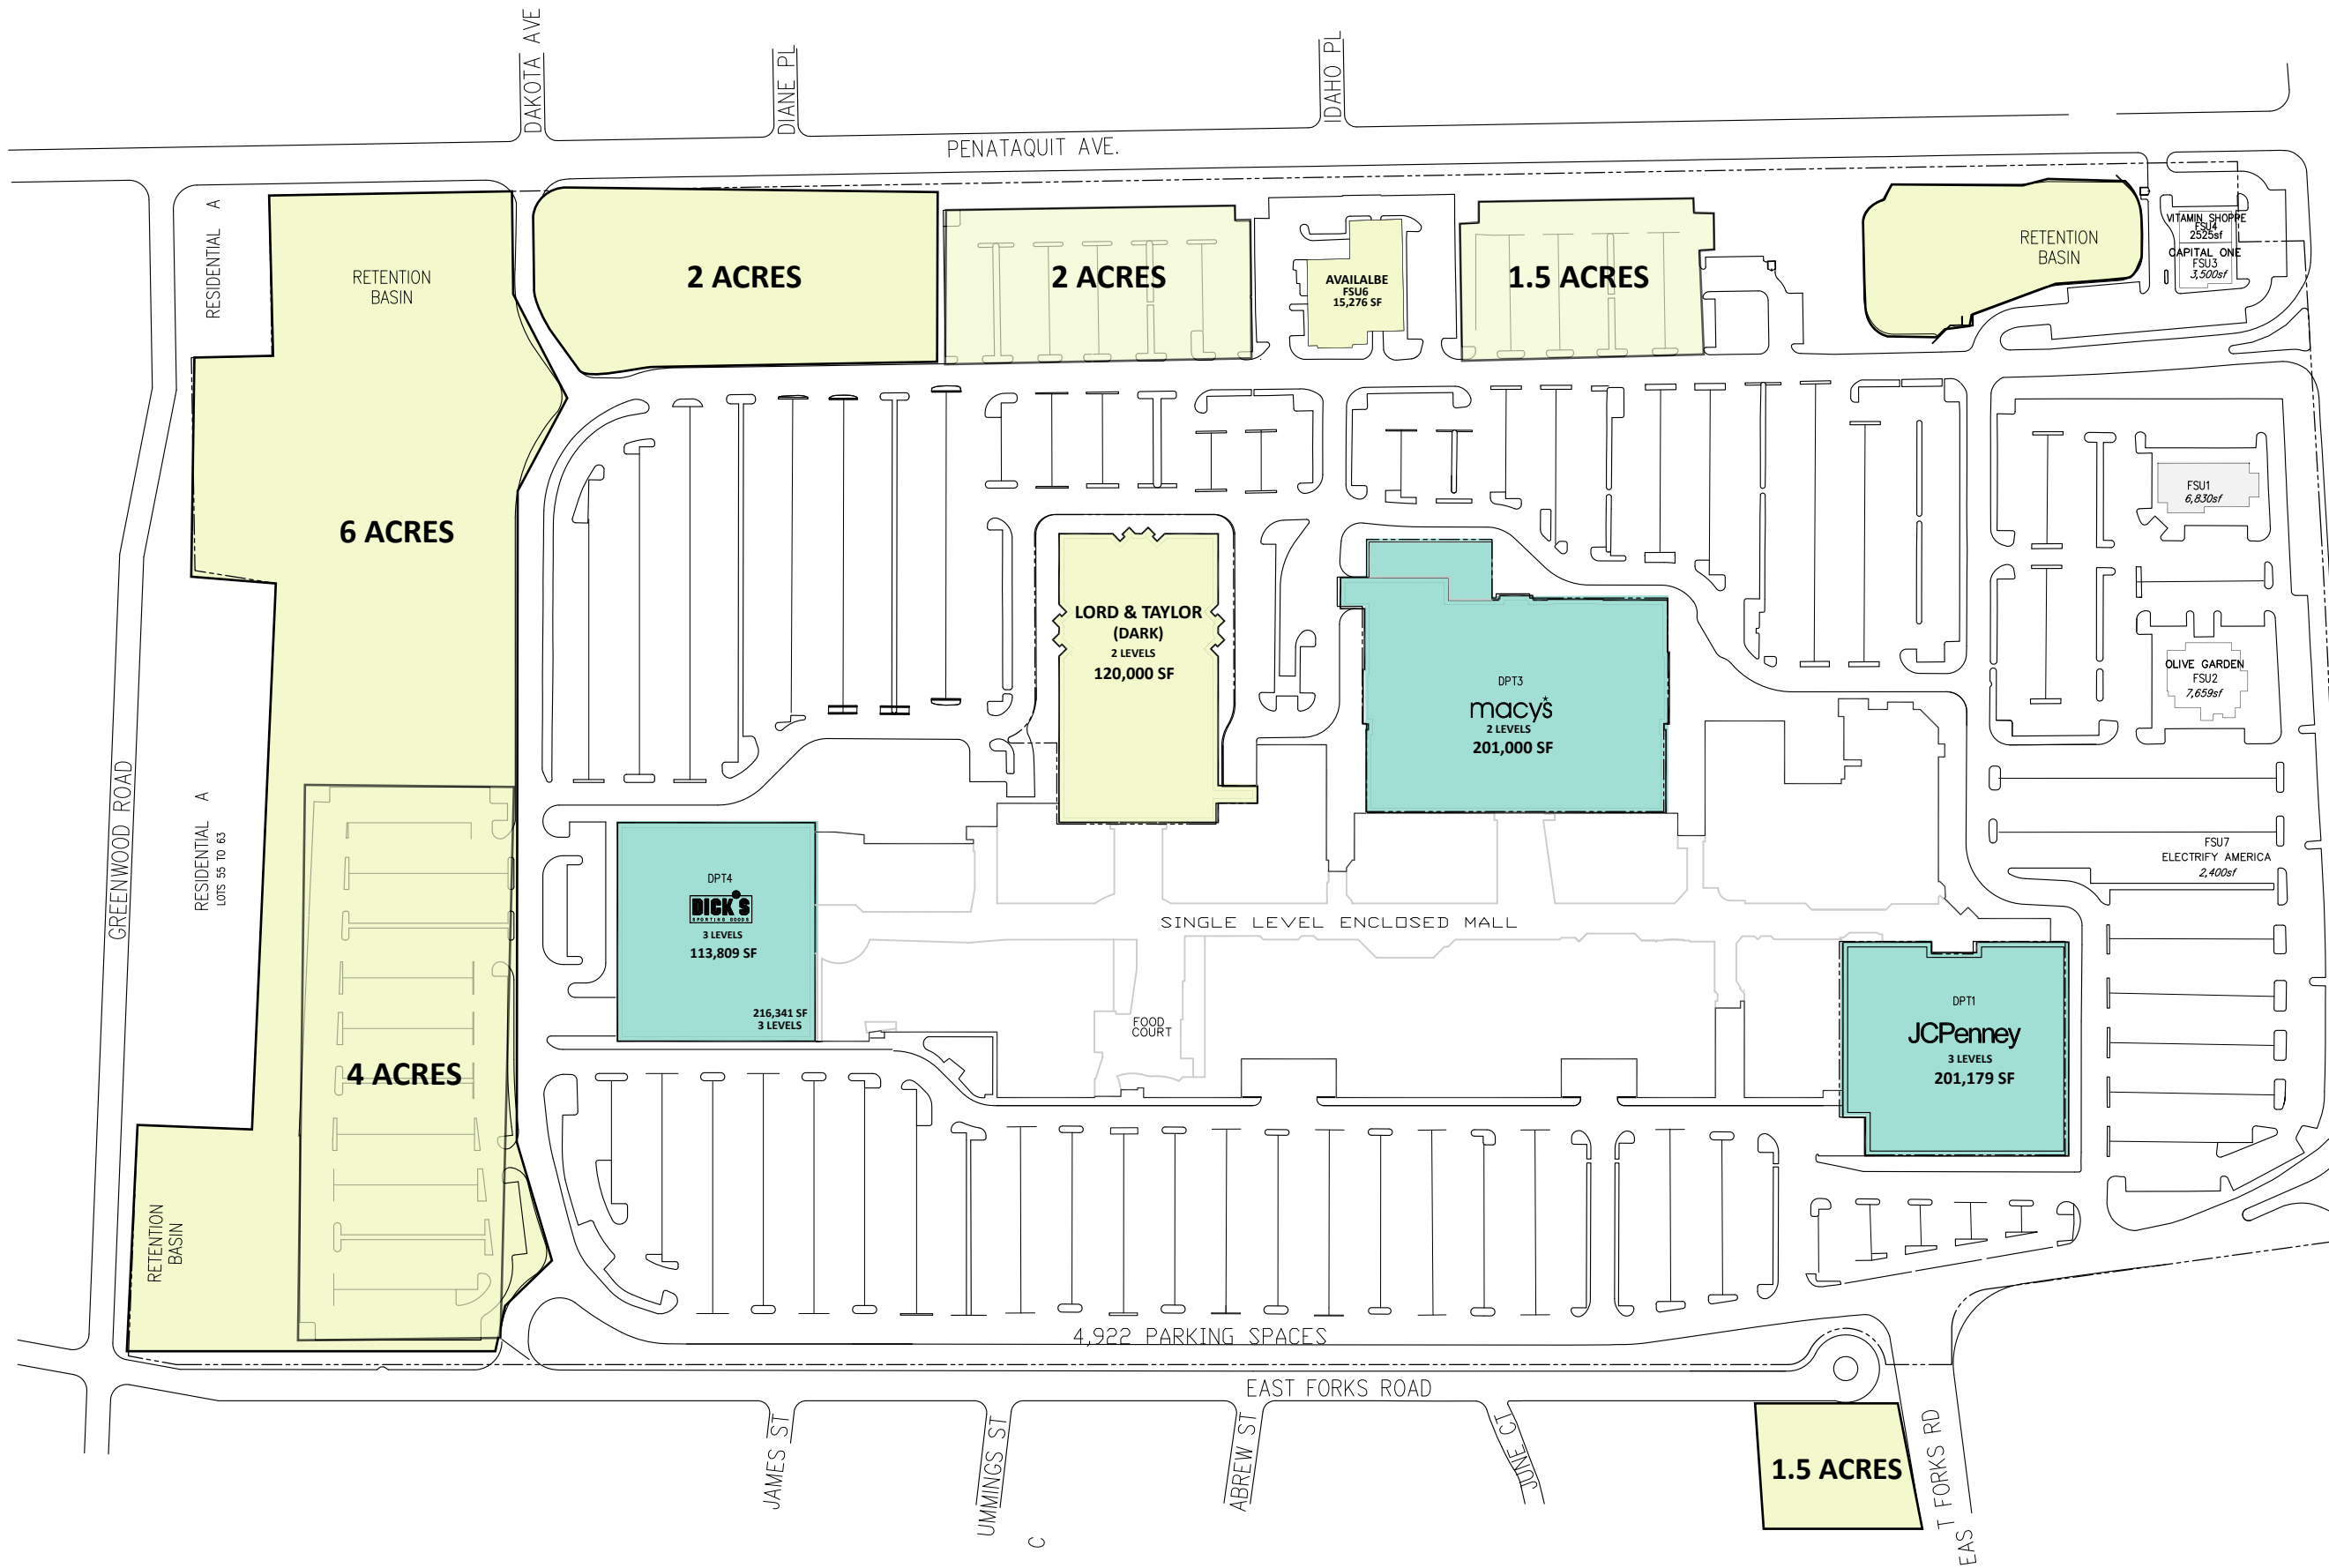 DAKOTA AVE
DIANE PL
IDAHO PL
PENATAQUIT AVE.
RESIDENTIAL A
RETENTION
BASIN
2 ACRES
2 ACRES
AVAILALBE
FSU6
15,276 SF
1.5 ACRES
RETENTION
BASIN
VITAMIN SHOPPE
FSU4
2525sf
CAPITAL ONE
FSU3
3,500sf
6 ACRES
FSU1
6,830sf
LORD & TAYLOR
(DARK)
2 LEVELS
120,000 SF
DPT3
macy's
2 LEVELS
201,000 SF
OLIVE GARDEN
FSU2
7,659sf
GREENWOOD ROAD
RESIDENTIAL A
LOTS 55 TO 63
FSU7
ELECTRIFY AMERICA
2,400sf
DPT4
DICK'S
SPORTING GOODS
3 LEVELS
113,809 SF
216,341 SF
3 LEVELS
SINGLE LEVEL ENCLOSED MALL
FOOD
COURT
DPT1
JCPenney
3 LEVELS
201,179 SF
4 ACRES
RETENTION
BASIN
4,922 PARKING SPACES
EAST FORKS ROAD
JAMES ST
UMMINGS ST
C
ABREW ST
JUNE CT
1.5 ACRES
EAS T FORKS RD